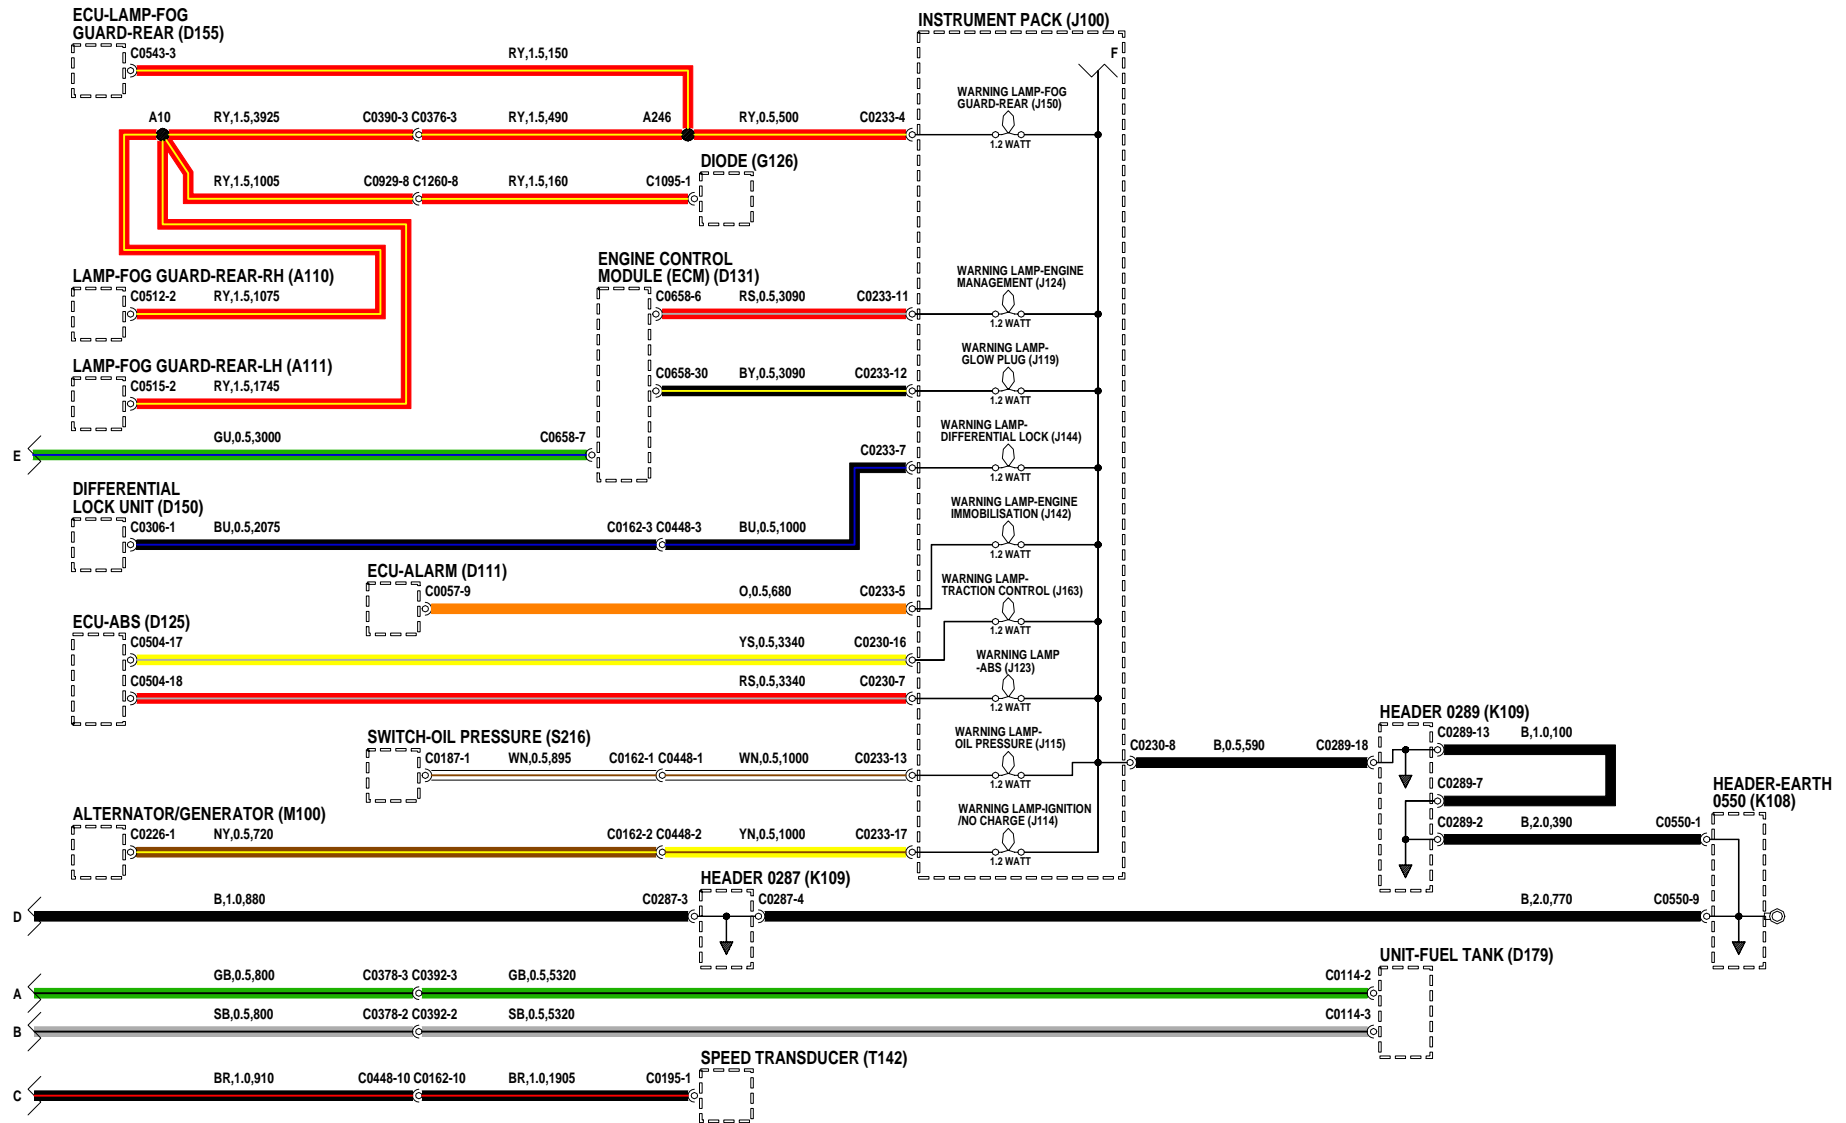 ECU-LAMP-FOG
GUARD-REAR (D155)
C0543-3
RY,1.5,150
INSTRUMENT PACK (J100)
F
WARNING LAMP-FOG
GUARD-REAR (J150)
1.2 WATT
A10
RY,1.5,3925
C0390-3 C0376-3
RY,1.5,490
A246
RY,0.5,500
C0233-4
DIODE (G126)
RY,1.5,1005
C0929-8 C1260-8
RY,1.5,160
C1095-1
LAMP-FOG GUARD-REAR-RH (A110)
C0512-2
RY,1.5,1075
LAMP-FOG GUARD-REAR-LH (A111)
C0515-2
RY,1.5,1745
ENGINE CONTROL
MODULE (ECM) (D131)
C0658-6
RS,0.5,3090
C0233-11
WARNING LAMP-ENGINE
MANAGEMENT (J124)
1.2 WATT
C0658-30
BY,0.5,3090
C0233-12
WARNING LAMP-
GLOW PLUG (J119)
1.2 WATT
E
GU,0.5,3000
C0658-7
C0233-7
WARNING LAMP-
DIFFERENTIAL LOCK (J144)
1.2 WATT
DIFFERENTIAL
LOCK UNIT (D150)
C0306-1
BU,0.5,2075
C0162-3 C0448-3
BU,0.5,1000
WARNING LAMP-ENGINE
IMMOBILISATION (J142)
1.2 WATT
ECU-ALARM (D111)
C0057-9
O,0.5,680
C0233-5
WARNING LAMP-
TRACTION CONTROL (J163)
1.2 WATT
ECU-ABS (D125)
C0504-17
YS,0.5,3340
C0230-16
C0504-18
RS,0.5,3340
C0230-7
WARNING LAMP
-ABS (J123)
1.2 WATT
SWITCH-OIL PRESSURE (S216)
C0187-1
WN,0.5,895
C0162-1 C0448-1
WN,0.5,1000
C0233-13
WARNING LAMP-
OIL PRESSURE (J115)
1.2 WATT
C0230-8
B,0.5,590
C0289-18
HEADER 0289 (K109)
C0289-13
B,1.0,100
C0289-7
C0289-2
B,2.0,390
C0550-1
HEADER-EARTH
0550 (K108)
ALTERNATOR/GENERATOR (M100)
C0226-1
NY,0.5,720
C0162-2 C0448-2
YN,0.5,1000
C0233-17
WARNING LAMP-IGNITION
/NO CHARGE (J114)
1.2 WATT
HEADER 0287 (K109)
D
B,1.0,880
C0287-3
C0287-4
B,2.0,770
C0550-9
UNIT-FUEL TANK (D179)
A
GB,0.5,800
C0378-3 C0392-3
GB,0.5,5320
C0114-2
B
SB,0.5,800
C0378-2 C0392-2
SB,0.5,5320
C0114-3
SPEED TRANSDUCER (T142)
C
BR,1.0,910
C0448-10 C0162-10
BR,1.0,1905
C0195-1